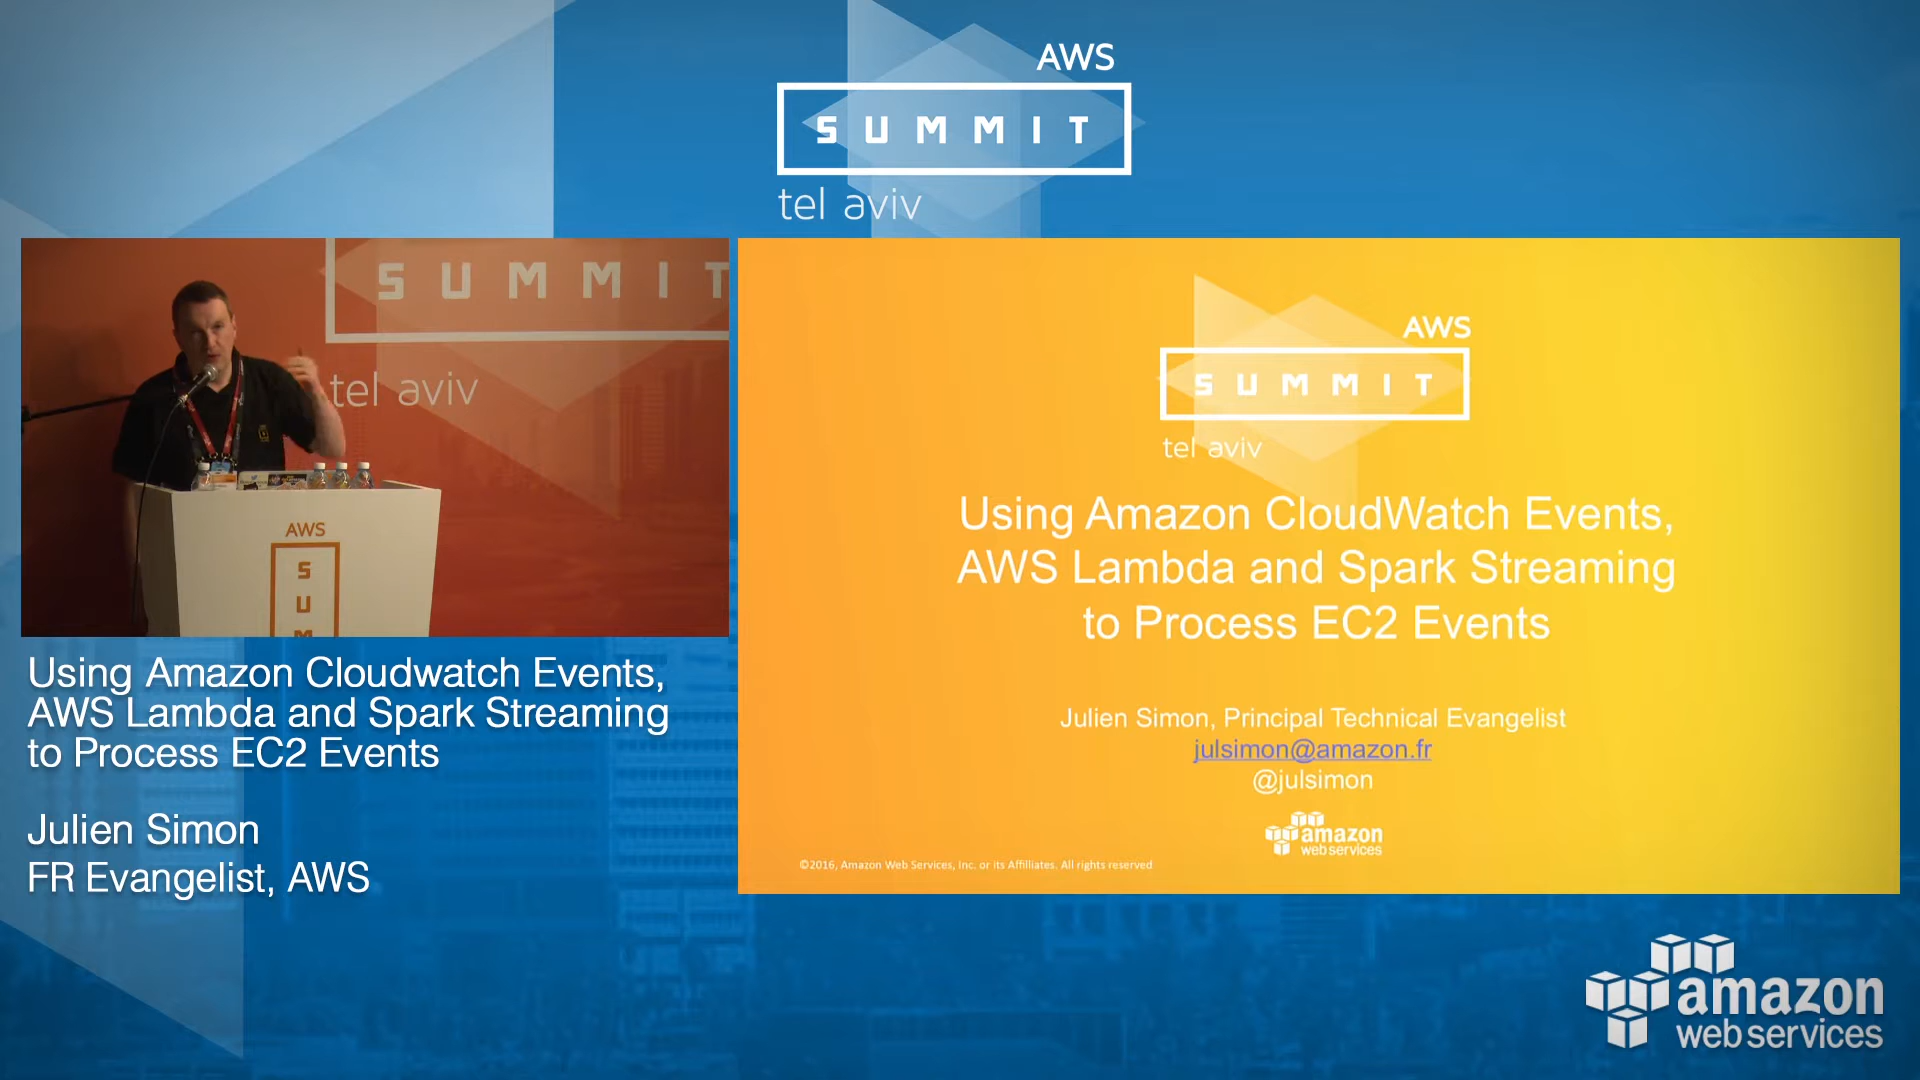 AWS
SUMMIT
tel aviv
SUMMIT
tel aviv
AWS
S
U
M
Using Amazon Cloudwatch Events,
AWS Lambda and Spark Streaming
to Process EC2 Events
Julien Simon
FR Evangelist, AWS
AWS
SUMMIT
tel aviv
Using Amazon CloudWatch Events,
AWS Lambda and Spark Streaming
to Process EC2 Events
Julien Simon, Principal Technical Evangelist
julsimon@amazon.fr
@julsimon
amazon
web services
©2016, Amazon Web Services, Inc. or its Affiliates. All rights reserved
amazon
web services